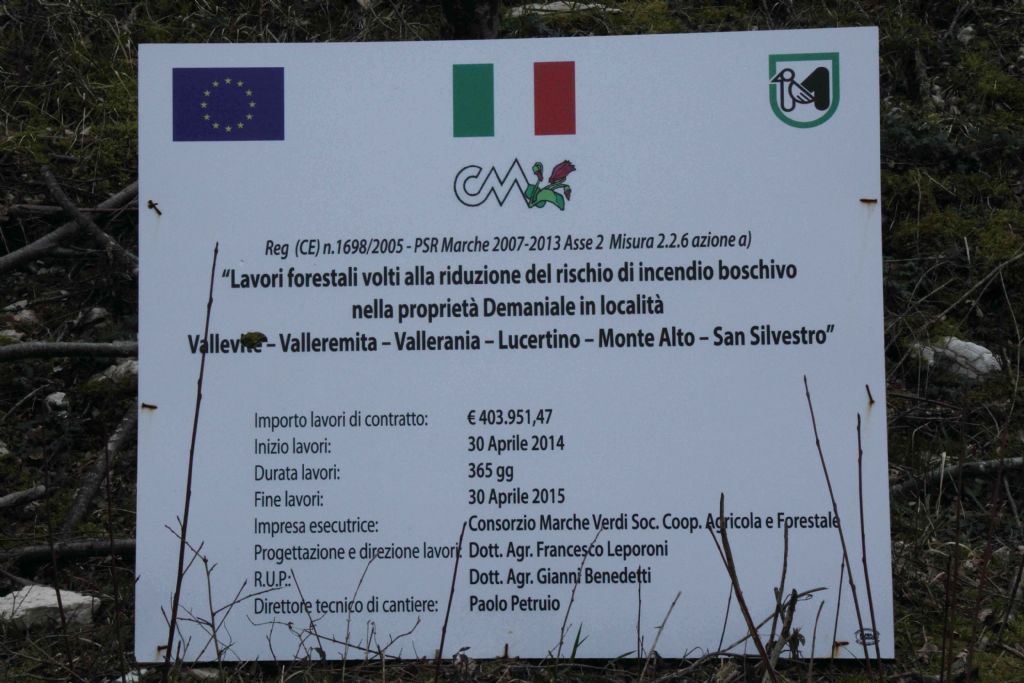 CM
Reg (CE) n.1698/2005 - PSR Marche 2007-2013 Asse 2 Misura 2.2.6 azione a)
“Lavori forestali volti alla riduzione del rischio di incendio boschivo
nella proprietà Demaniale in località
Vallevite – Valleremita – Vallerania – Lucertino – Monte Alto – San Silvestro”
Importo lavori di contratto: € 403.951,47
Inizio lavori: 30 Aprile 2014
Durata lavori: 365 gg
Fine lavori: 30 Aprile 2015
Impresa esecutrice: Consorzio Marche Verdi Soc. Coop. Agricola e Forestale
Progettazione e direzione lavori: Dott. Agr. Francesco Leporoni
R.U.P.: Dott. Agr. Gianni Benedetti
Direttore tecnico di cantiere: Paolo Petruio